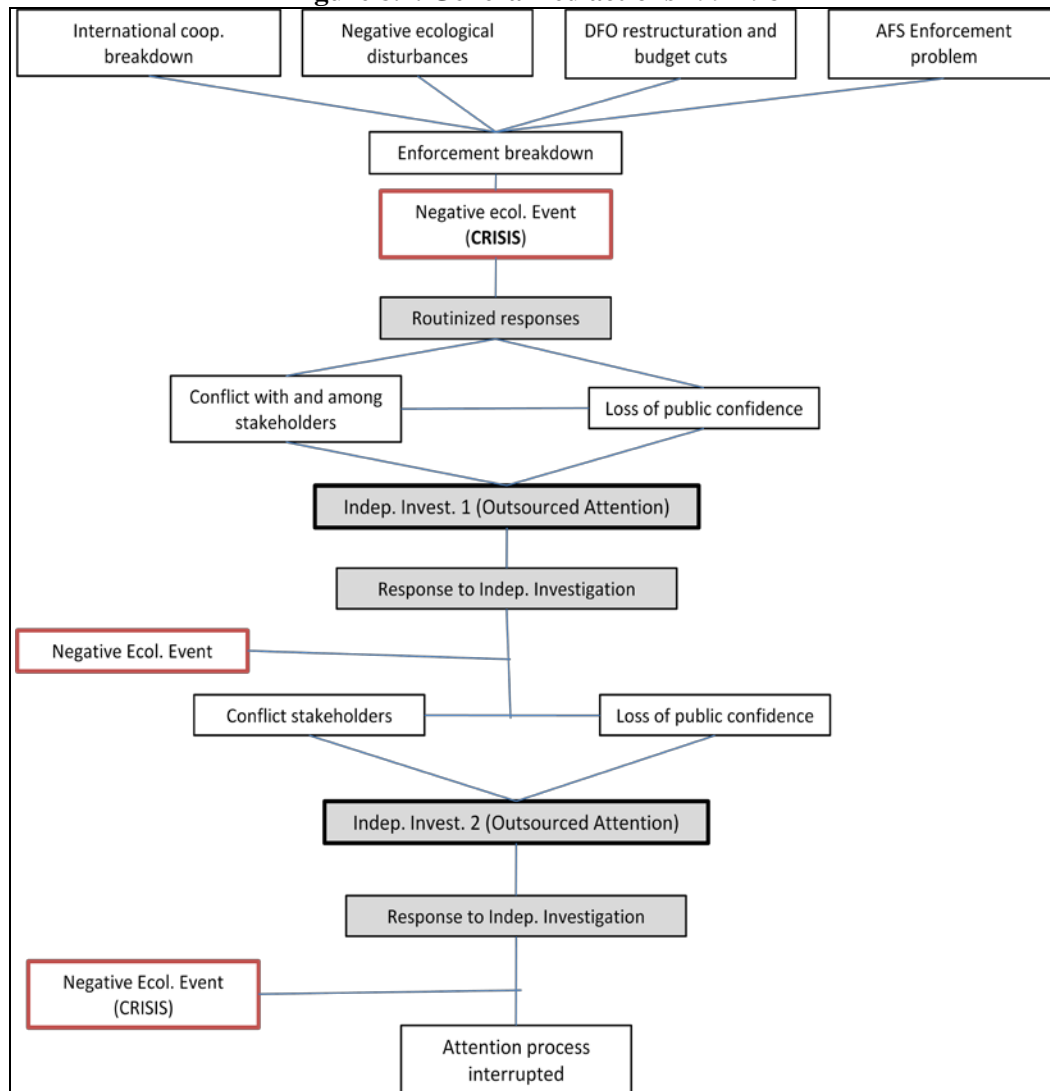 International coop.
breakdown
Negative ecological
disturbances
DFO restructuration and
budget cuts
AFS Enforcement
problem
Enforcement breakdown
Negative ecol. Event
(CRISIS)
Routinized responses
Conflict with and among
stakeholders
Loss of public confidence
Indep. Invest. 1 (Outsourced Attention)
Response to Indep. Investigation
Negative Ecol. Event
Conflict stakeholders
Loss of public confidence
Indep. Invest. 2 (Outsourced Attention)
Response to Indep. Investigation
Negative Ecol. Event
(CRISIS)
Attention process
interrupted